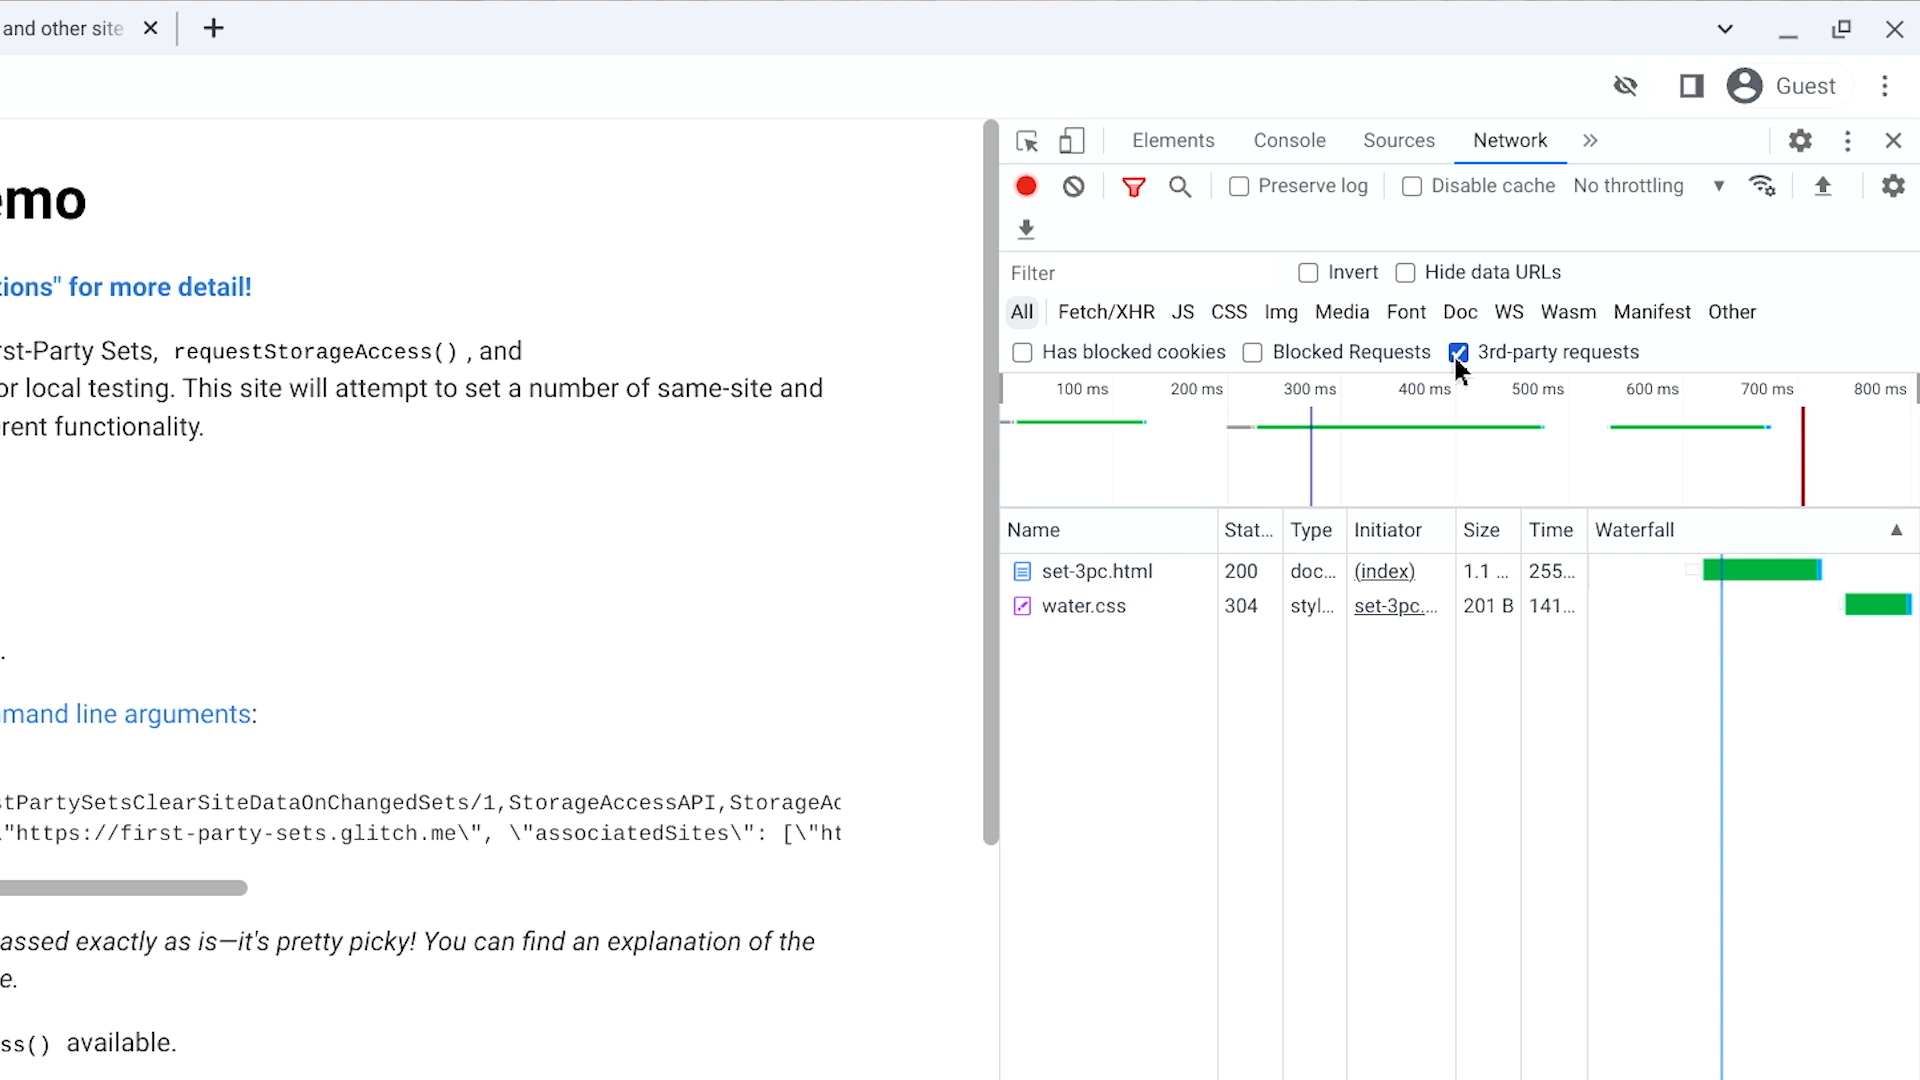 and other site
Guest
Elements Console Sources Network
Preserve log Disable cache No throttling
Filter Invert Hide data URLs
All Fetch/XHR JS CSS Img Media Font Doc WS Wasm Manifest Other
Has blocked cookies Blocked Requests 3rd-party requests
100 ms 200 ms 300 ms 400 ms 500 ms 600 ms 700 ms 800 ms
Name Stat... Type Initiator Size Time Waterfall
set-3pc.html 200 doc... (index) 1.1 ... 255...
water.css 304 styl... set-3pc.... 201 B 141...
emo
tions" for more detail!
rst-Party Sets, requestStorageAccess() , and
or local testing. This site will attempt to set a number of same-site and
rent functionality.
.
mmand line arguments:
stPartySetsClearSiteDataOnChangedSets/1,StorageAccessAPI,StorageAc
\"https://first-party-sets.glitch.me\", \"associatedSites\": [\"ht
assed exactly as is—it's pretty picky! You can find an explanation of the
e.
ss() available.